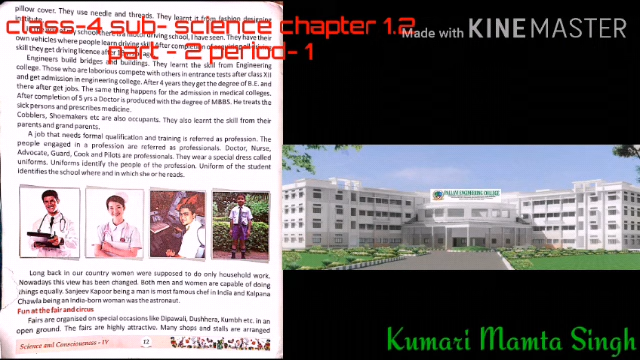 class-4 sub- science chapter 1.2
part - 2 period- 1
Made with KINEMASTER
pillow cover. They use needle and threads. They learnt it from fashion designing
institute.
school, I have seen. They have their
own vehicles where people learn driving skill. After completion of
skill they get driving licence after
Engineers build bridges and buildings. They learnt the skill from Engineering
college. Those who are laborious compete with others in entrance tests after class XII
and get admission in engineering college. After 4 years they get the degree of B.E. and
there after get jobs. The same thing happens for the admission in medical colleges.
After completion of 5 yrs a Doctor is produced with the degree of MBBS. He treats the
sick persons and prescribes medicine.
Cobblers, Shoemakers etc are also occupants. They also learnt the skill from their
parents and grand parents.
A job that needs formal qualification and training is referred as profession. The
people engaged in a profession are referred as professionals. Doctor, Nurse,
Advocate, Guard, Cook and Pilots are professionals. They wear a special dress called
uniforms. Uniforms identify the people of the profession. Uniform of the student
identifies the school where and in which she or he reads.
Long back in our country women were supposed to do only household work.
Nowadays this view has been changed. Both men and women are capable of doing
things equally. Sanjeev Kapoor being a man is most famous chef in India and Kalpana
Chawla being an India-born woman was the astronaut.
Fun at the fair and circus
Fairs are organised on special occasions like Dipawali, Dushhera, Kumbh etc. in an
open ground. The fairs are highly attractive. Many shops and stalls are arranged
Science and Consciousness - IV
12
ENGINEERING COLLEGE
Kumari Mamta Singh